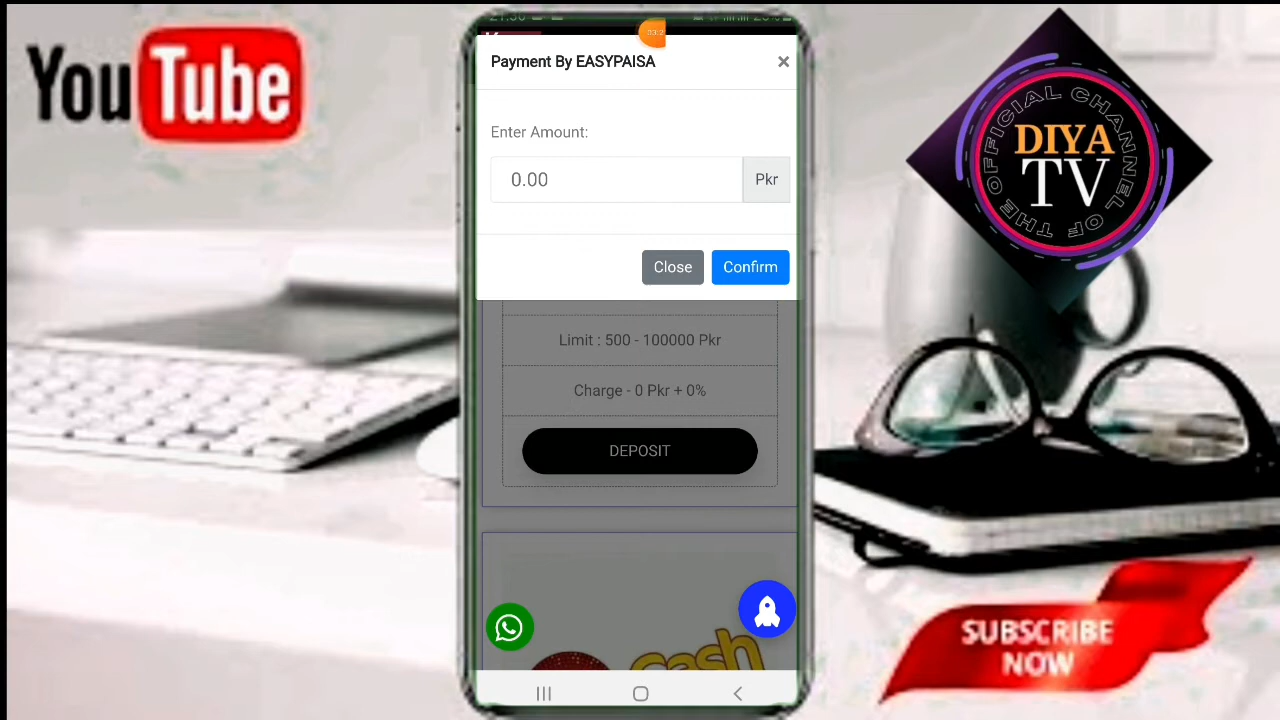 YouTube
Payment By EASYPAISA
×
Enter Amount:
0.00
Pkr
Close
Confirm
Limit : 500 - 100000 Pkr
Charge - 0 Pkr + 0%
DEPOSIT
Cash
THE OFFICIAL CHANNEL OF
DIYA
TV
SUBSCRIBE
NOW